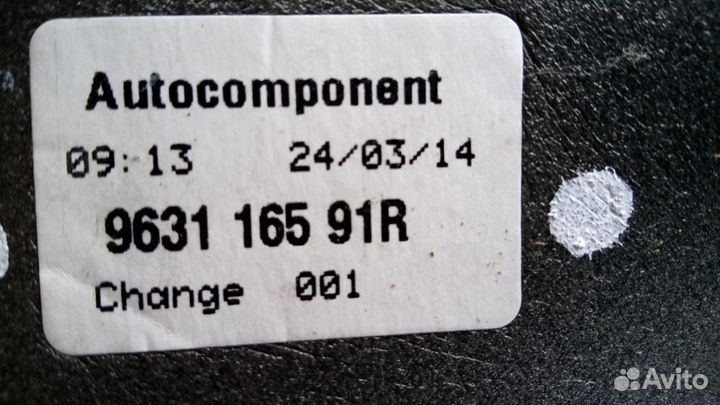 Autocomponent
09:13 24/03/14
9631 165 91R
Change 001
Avito